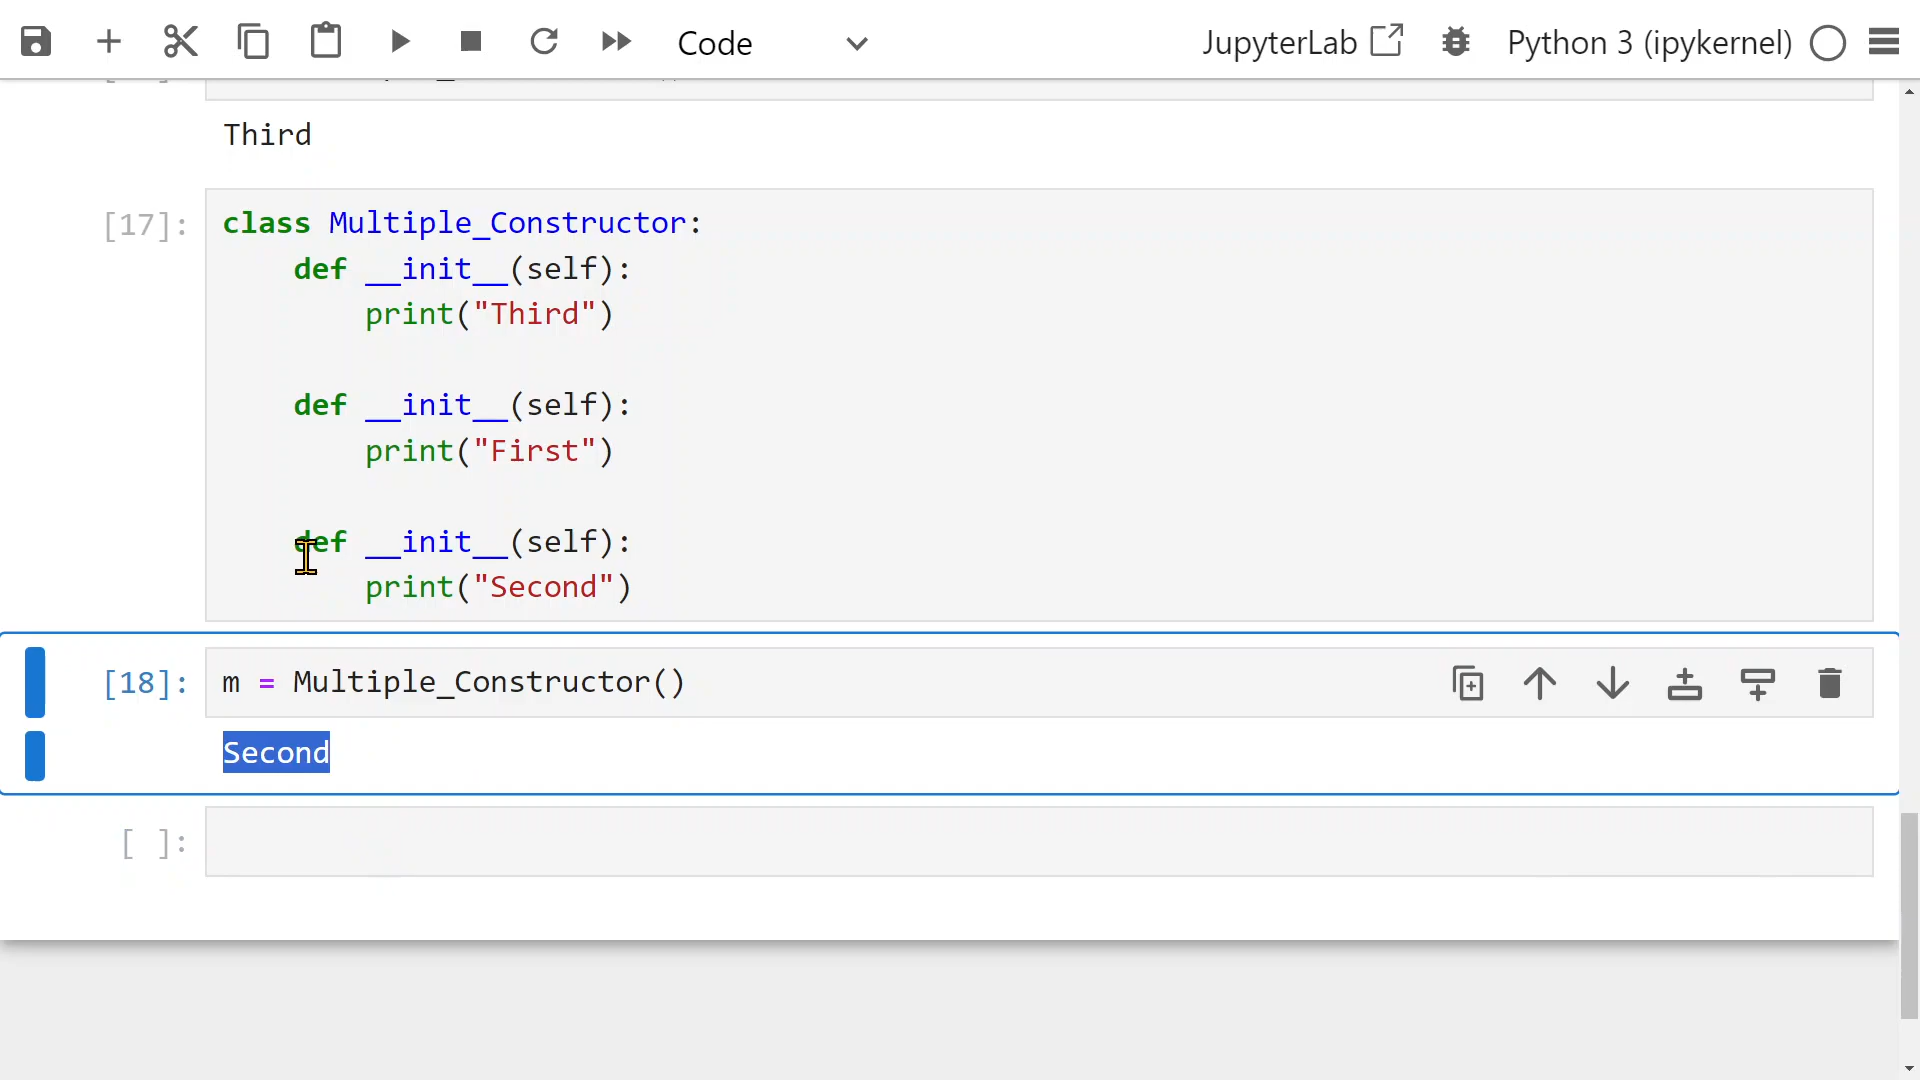 Code
JupyterLab
Python 3 (ipykernel)
Third
[17]:
class Multiple_Constructor:
    def __init__(self):
        print("Third")
    def __init__(self):
        print("First")
    def __init__(self):
        print("Second")
[18]:
m = Multiple_Constructor()
Second
[ ]: